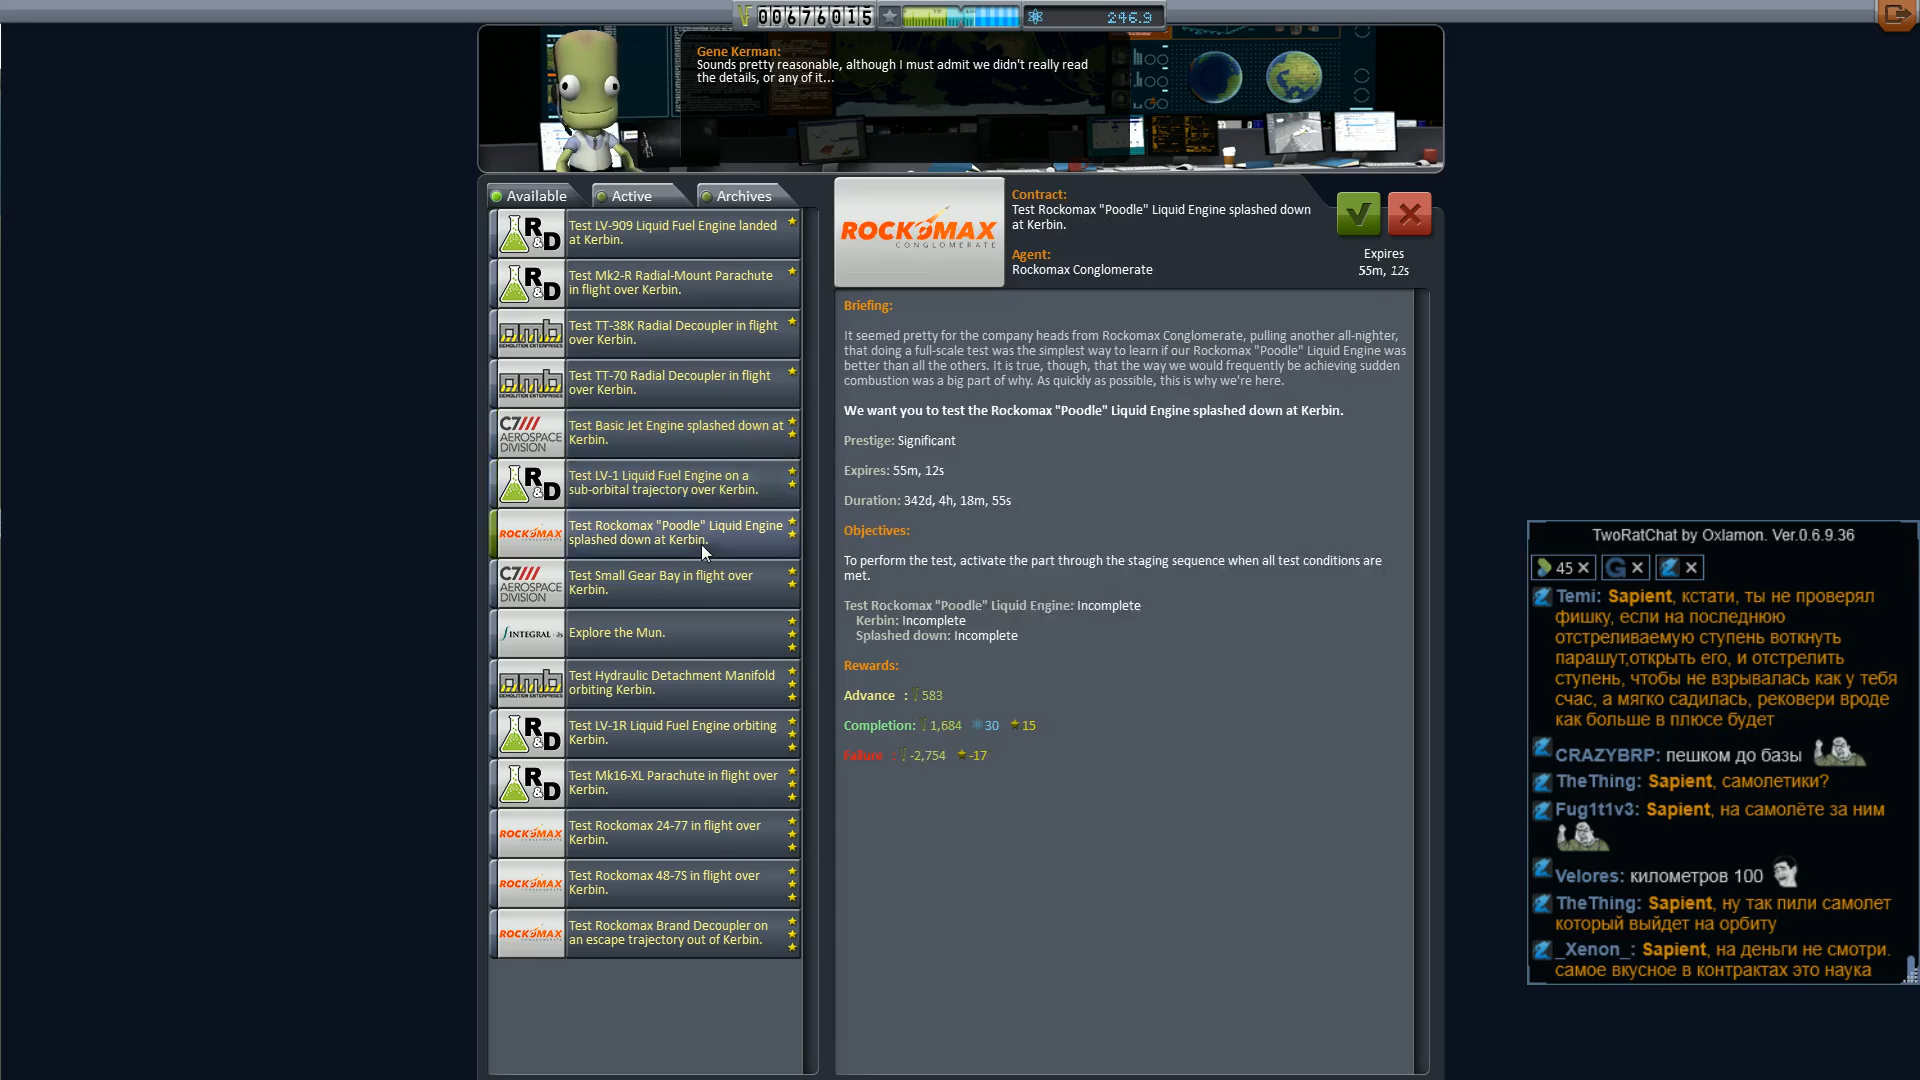 00676015
246.9
Gene Kerman:
Sounds pretty reasonable, although I must admit we didn't really read
the details, or any of it...
Available
Active
Archives
R&D
Test LV-909 Liquid Fuel Engine landed
at Kerbin.
R&D
Test Mk2-R Radial-Mount Parachute
in flight over Kerbin.
Test TT-38K Radial Decoupler in flight
over Kerbin.
Test TT-70 Radial Decoupler in flight
over Kerbin.
C7
AEROSPACE
DIVISION
Test Basic Jet Engine splashed down at
Kerbin.
R&D
Test LV-1 Liquid Fuel Engine on a
sub-orbital trajectory over Kerbin.
ROCKOMAX
Test Rockomax "Poodle" Liquid Engine
splashed down at Kerbin.
C7
AEROSPACE
DIVISION
Test Small Gear Bay in flight over
Kerbin.
INTEGRAL
Explore the Mun.
Test Hydraulic Detachment Manifold
orbiting Kerbin.
R&D
Test LV-1R Liquid Fuel Engine orbiting
Kerbin.
R&D
Test Mk16-XL Parachute in flight over
Kerbin.
ROCKOMAX
Test Rockomax 24-77 in flight over
Kerbin.
ROCKOMAX
Test Rockomax 48-7S in flight over
Kerbin.
ROCKOMAX
Test Rockomax Brand Decoupler on
an escape trajectory out of Kerbin.
ROCKOMAX
CONGLOMERATE
Contract:
Test Rockomax "Poodle" Liquid Engine splashed down
at Kerbin.
Agent:
Rockomax Conglomerate
Expires
55m, 12s
Briefing:
It seemed pretty for the company heads from Rockomax Conglomerate, pulling another all-nighter,
that doing a full-scale test was the simplest way to learn if our Rockomax "Poodle" Liquid Engine was
better than all the others. It is true, though, that the way we would frequently be achieving sudden
combustion was a big part of why. As quickly as possible, this is why we're here.
We want you to test the Rockomax "Poodle" Liquid Engine splashed down at Kerbin.
Prestige: Significant
Expires: 55m, 12s
Duration: 342d, 4h, 18m, 55s
Objectives:
To perform the test, activate the part through the staging sequence when all test conditions are
met.
Test Rockomax "Poodle" Liquid Engine: Incomplete
Kerbin: Incomplete
Splashed down: Incomplete
Rewards:
Advance : 583
Completion: 1,684 30 15
Failure : -2,754 -17
TwoRatChat by Oxlamon. Ver.0.6.9.36
45
G
Temi: Sapient, кстати, ты не проверял
фишку, если на последнюю
отстреливаемую ступень воткнуть
парашут,открыть его, и отстрелить
ступень, чтобы не взрывалась как у тебя
счас, а мягко садилась, рековери вроде
как больше в плюсе будет
CRAZYBRP: пешком до базы
TheThing: Sapient, самолетики?
Fug1t1v3: Sapient, на самолёте за ним
Velores: километров 100
TheThing: Sapient, ну так пили самолет
который выйдет на орбиту
_Xenon_: Sapient, на деньги не смотри.
самое вкусное в контрактах это наука